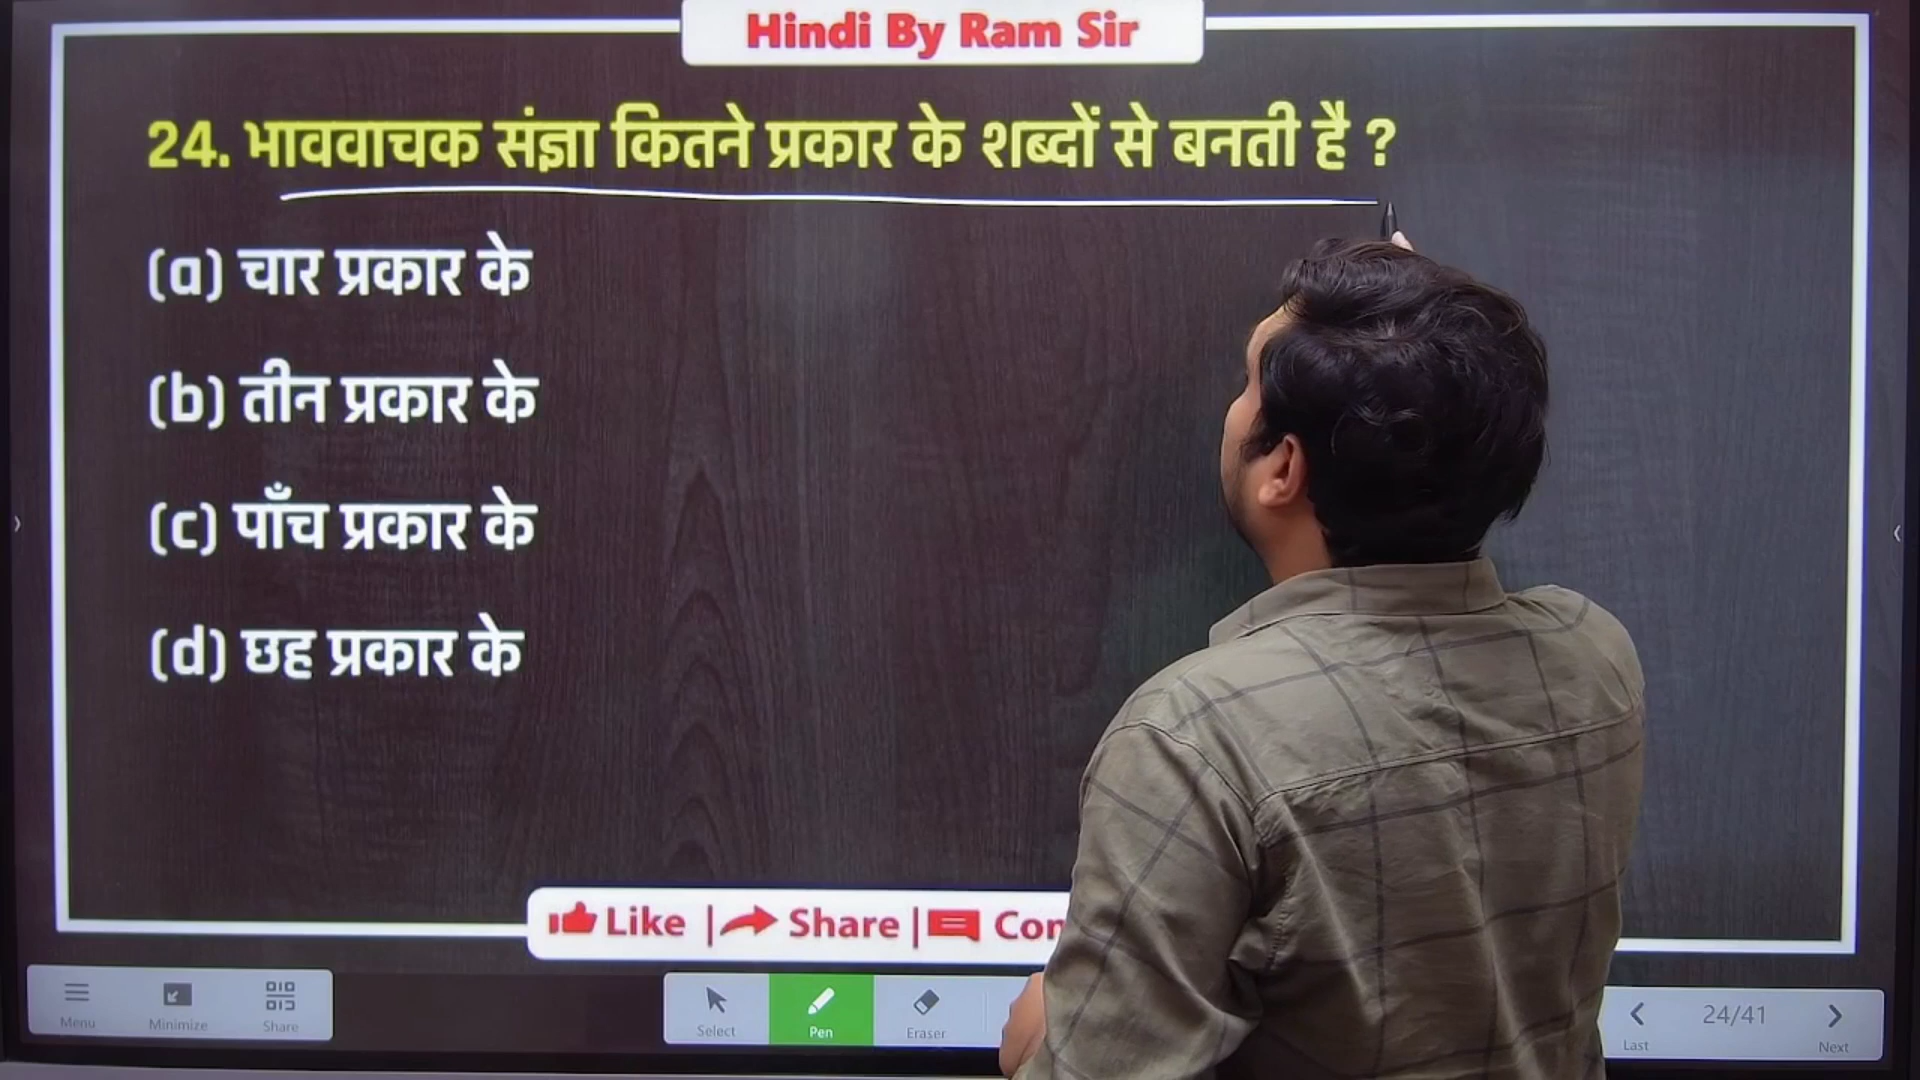 Hindi By Ram Sir
24. भाववाचक संज्ञा कितने प्रकार के शब्दों से बनती है ?
(a) चार प्रकार के
(b) तीन प्रकार के
(c) पाँच प्रकार के
(d) छह प्रकार के
Like | Share | Con
Menu Minimize Share Select Pen Eraser Last 24/41 Next